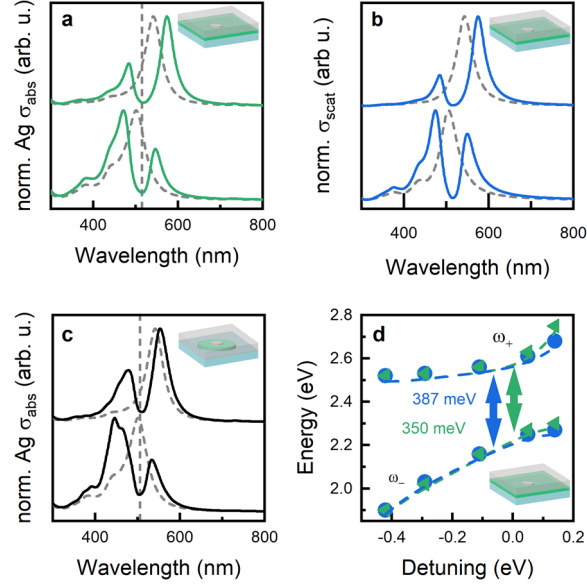 a
norm. Ag σabs (arb. u.)
400 600 800
Wavelength (nm)
b
norm. σscat (arb u.)
400 600 800
Wavelength (nm)
c
norm. Ag σabs (arb. u.)
400 600 800
Wavelength (nm)
d
Energy (eV)
2.8
2.6
2.4
2.2
2.0
1.8
ω+
387 meV
350 meV
ω−
-0.4 -0.2 0.0 0.2
Detuning (eV)